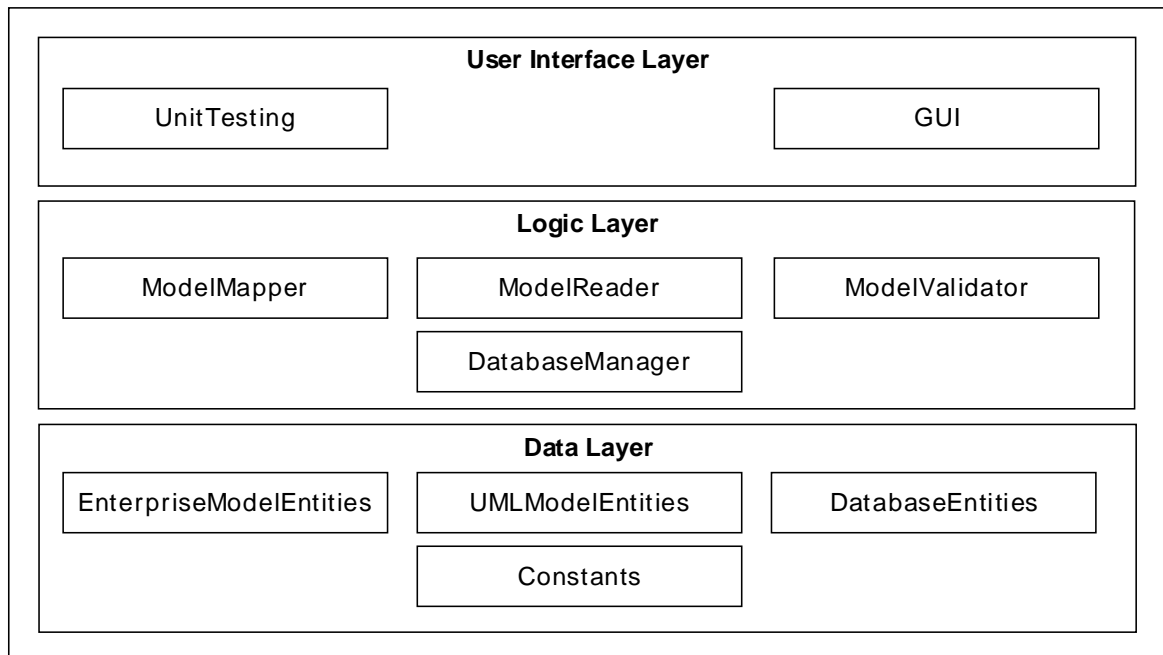 User Interface Layer
UnitTesting
GUI
Logic Layer
ModelMapper
ModelReader
ModelValidator
DatabaseManager
Data Layer
EnterpriseModelEntities
UMLModelEntities
DatabaseEntities
Constants